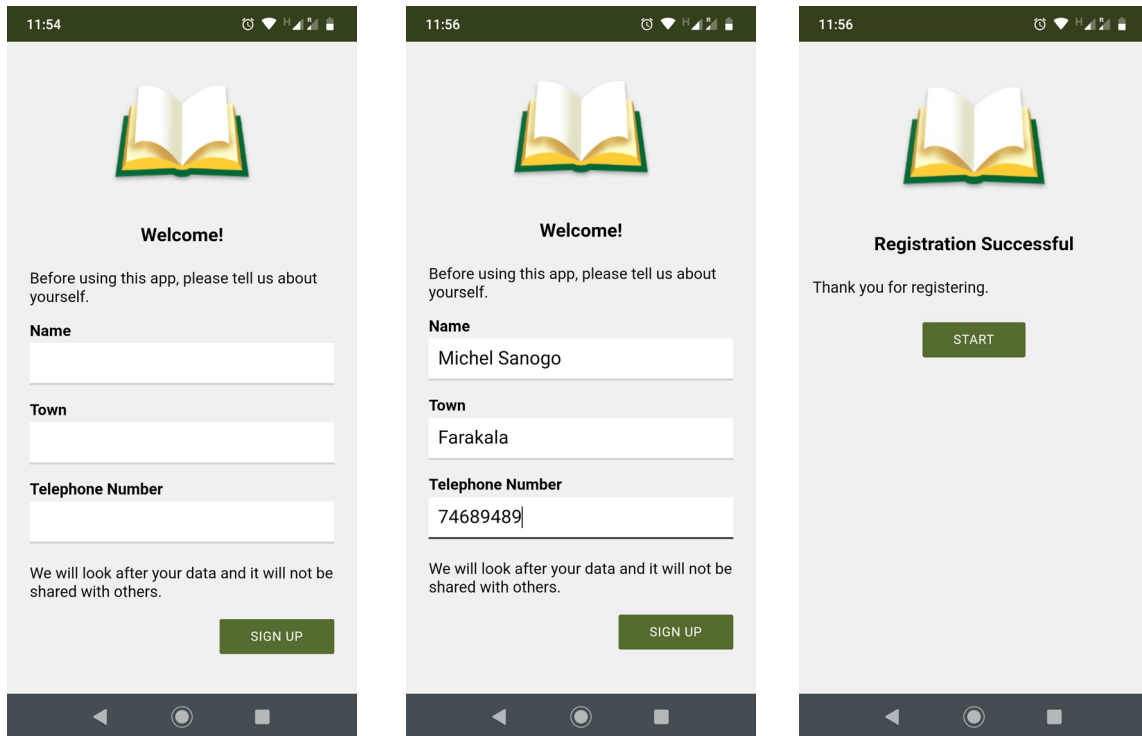 11:54
H R
Welcome!
Before using this app, please tell us about
yourself.
Name
Town
Telephone Number
We will look after your data and it will not be
shared with others.
SIGN UP
11:56
H R
Welcome!
Before using this app, please tell us about
yourself.
Name
Michel Sanogo
Town
Farakala
Telephone Number
74689489
We will look after your data and it will not be
shared with others.
SIGN UP
11:56
H R
Registration Successful
Thank you for registering.
START